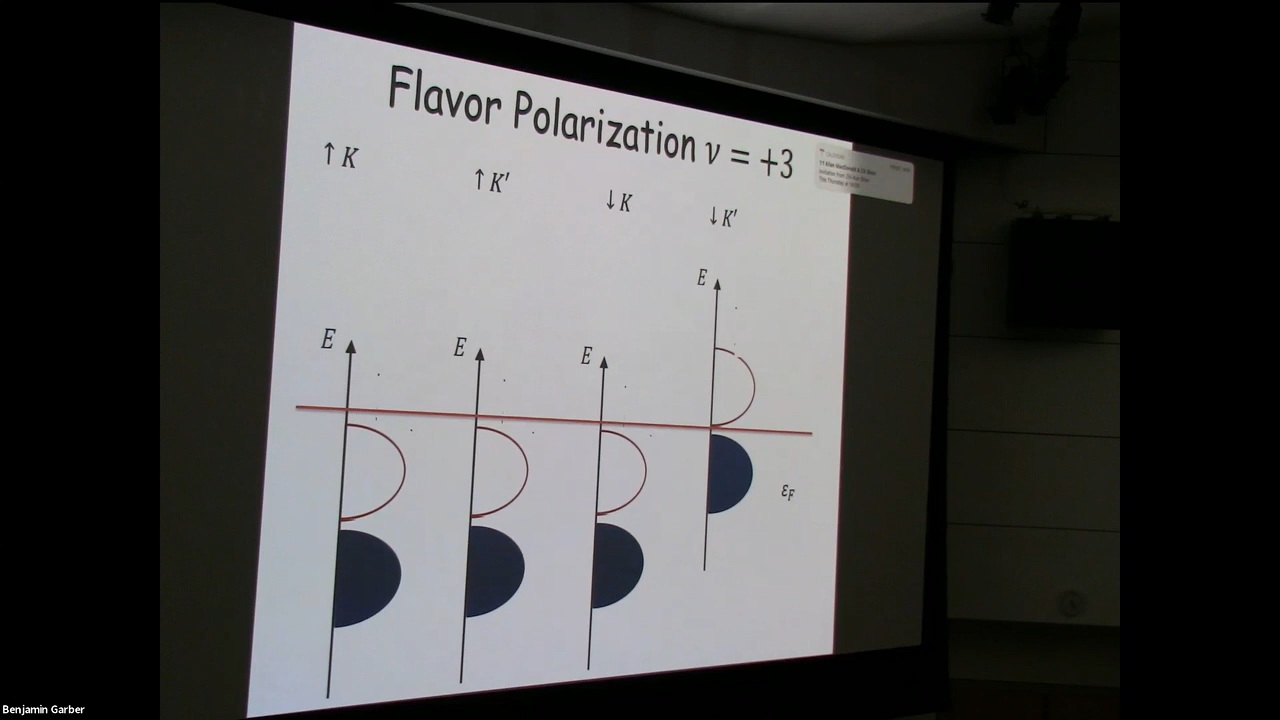 Flavor Polarization ν = +3
↑ K
↑ K′
↓ K
↓ K′
E
E
E
E
ε_F
Benjamin Garber